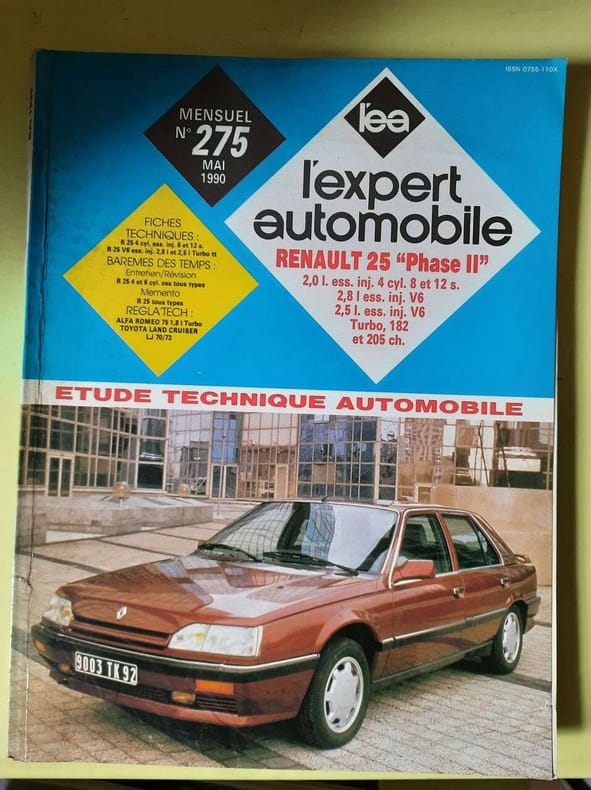 ISSN 0755-110X
MENSUEL
N° 275
MAI
1990
l'ea
l'expert
automobile
RENAULT 25 "Phase II"
2,0 l. ess. inj. 4 cyl. 8 et 12 s.
2,8 l ess. inj. V6
2,5 l. ess. inj. V6
Turbo, 182
et 205 ch.
FICHES
TECHNIQUES :
R 25 4 cyl. ess. inj. 8 et 12 s.
R 25 V6 ess. inj. 2,8 l et 2,5 l Turbo tt
BAREMES DES TEMPS :
Entretien/Révision
R 25 4 et 6 cyl. ess tous types
Memento
R 25 tous types
REGLA'TECH :
ALFA ROMEO 75 1,8 l Turbo
TOYOTA LAND CRUISER
LJ 70/73
ETUDE TECHNIQUE AUTOMOBILE
9003 TK 92